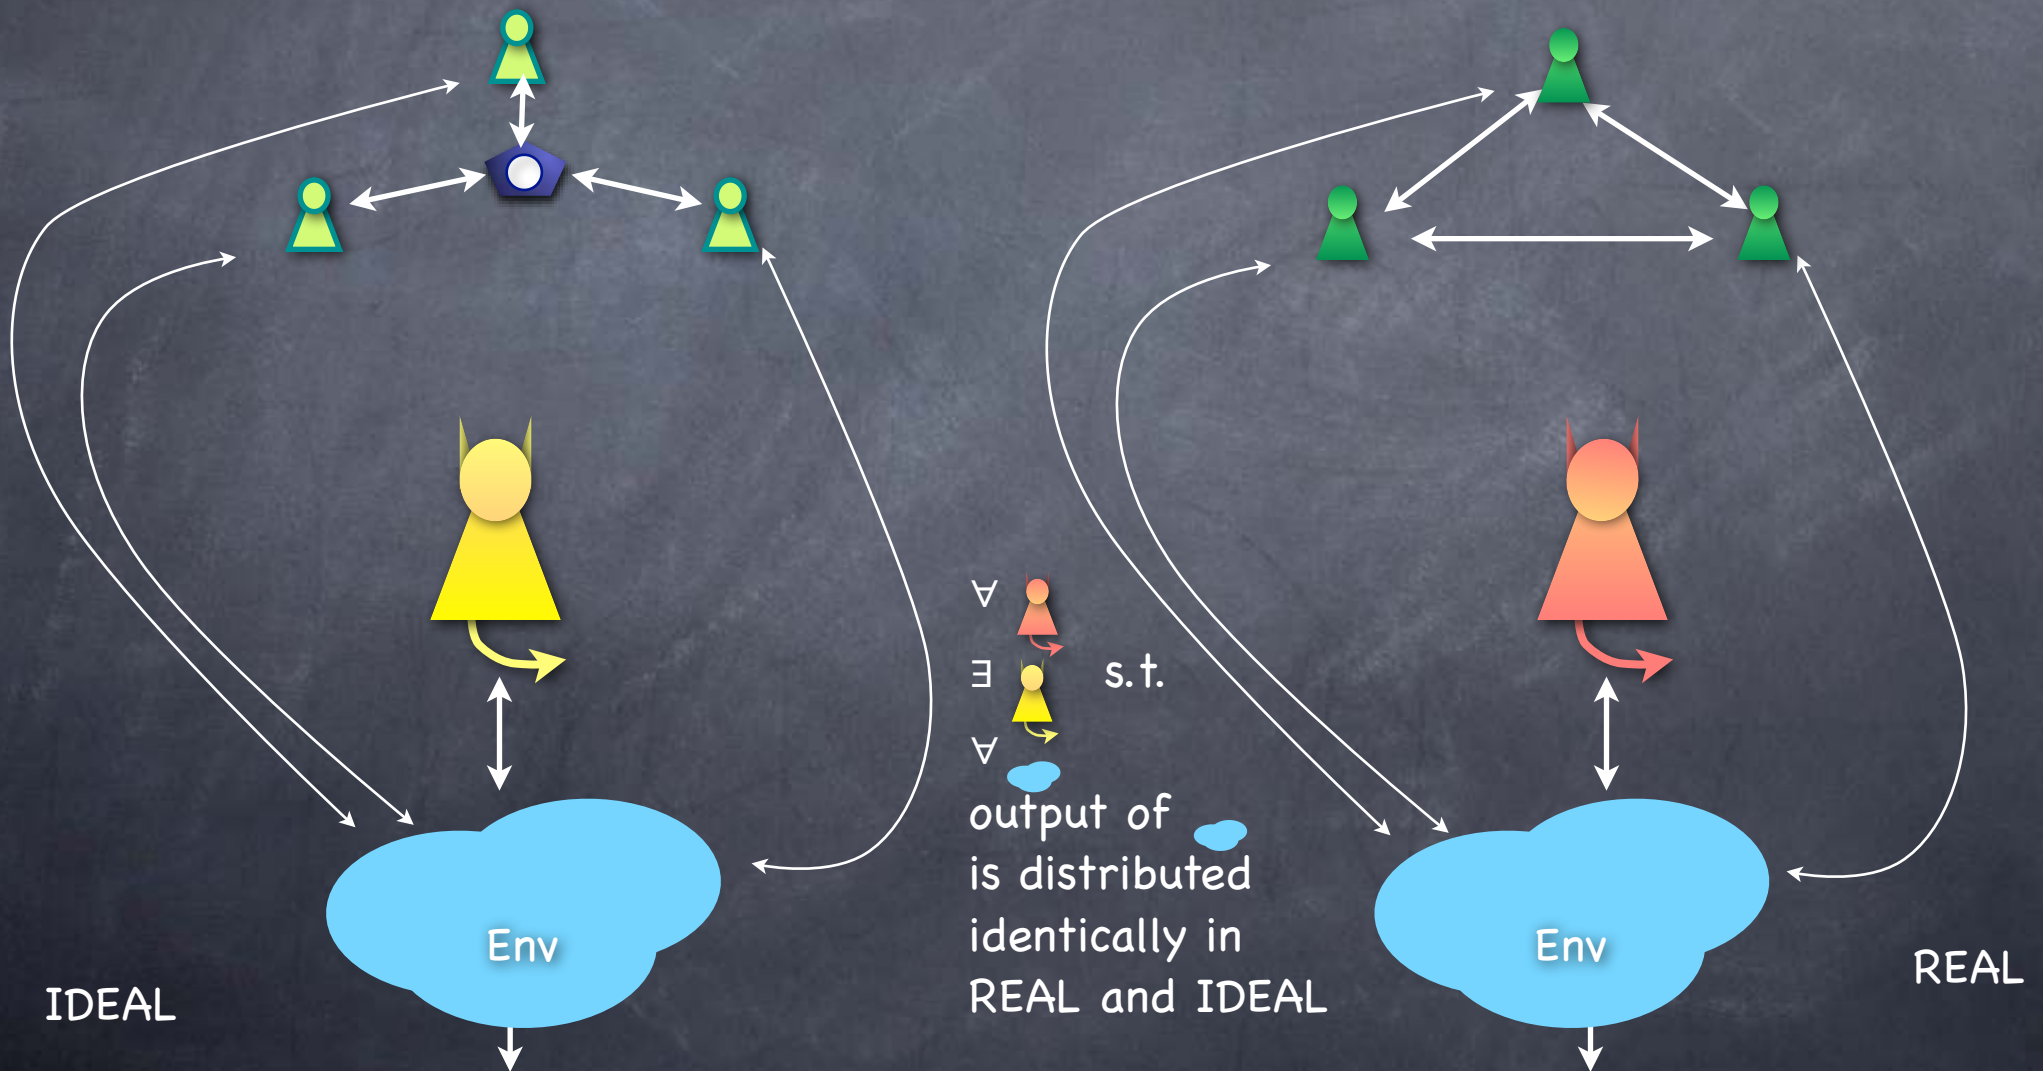 ∀
∃ s.t.
∀
output of
is distributed
identically in
REAL and IDEAL
Env
IDEAL
Env
REAL